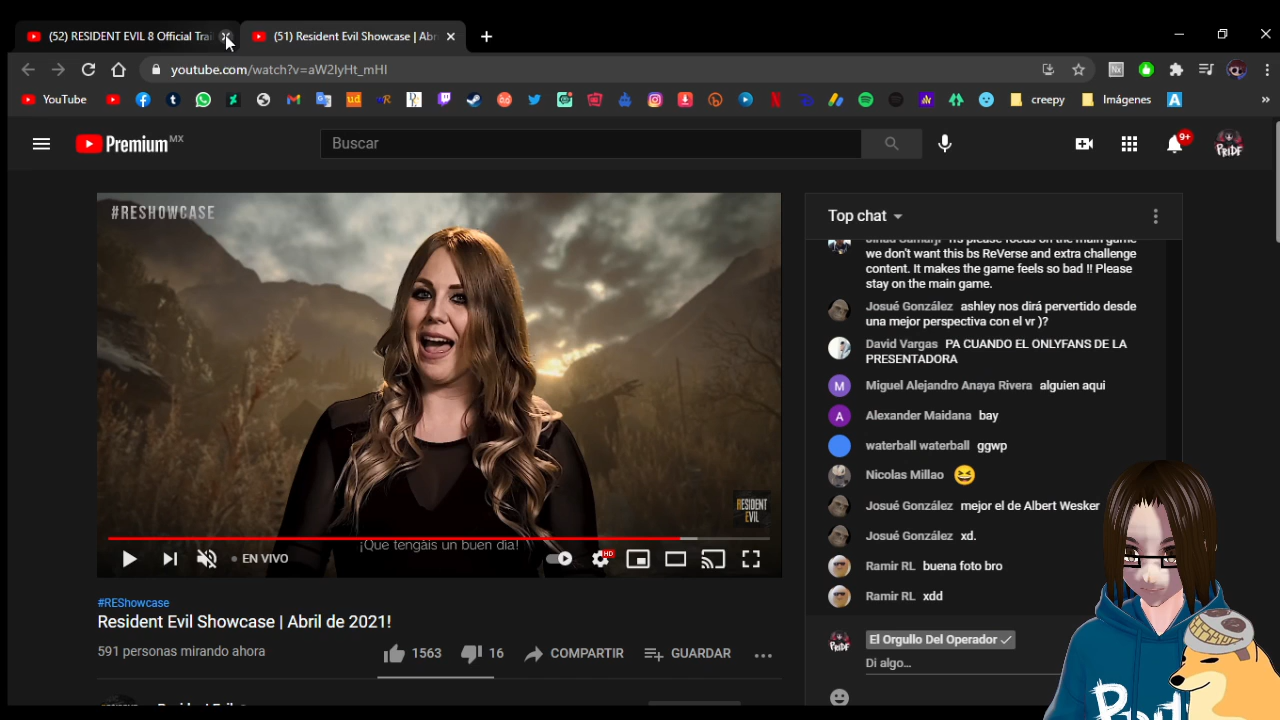 (52) RESIDENT EVIL 8 Official Trai
(51) Resident Evil Showcase | Abr
youtube.com/watch?v=aW2lyHt_mHI
YouTube
creepy
Imágenes
Premium MX
Buscar
9+
PRiDF
#RESHOWCASE
RESIDENT EVIL
¡Que tengáis un buen día!
EN VIVO
HD
#REShowcase
Resident Evil Showcase | Abril de 2021!
591 personas mirando ahora
1563
16
COMPARTIR
GUARDAR
Top chat
please focus on the main game
we don't want this bs ReVerse and extra challenge
content. It makes the game feels so bad !! Please
stay on the main game.
Josué González ashley nos dirá pervertido desde
una mejor perspectiva con el vr )?
David Vargas PA CUANDO EL ONLYFANS DE LA
PRESENTADORA
M Miguel Alejandro Anaya Rivera alguien aqui
A Alexander Maidana bay
waterball waterball ggwp
Nicolas Millao
Josué González mejor el de Albert Wesker
Josué González xd.
Ramir RL buena foto bro
Ramir RL xdd
El Orgullo Del Operador
Di algo...